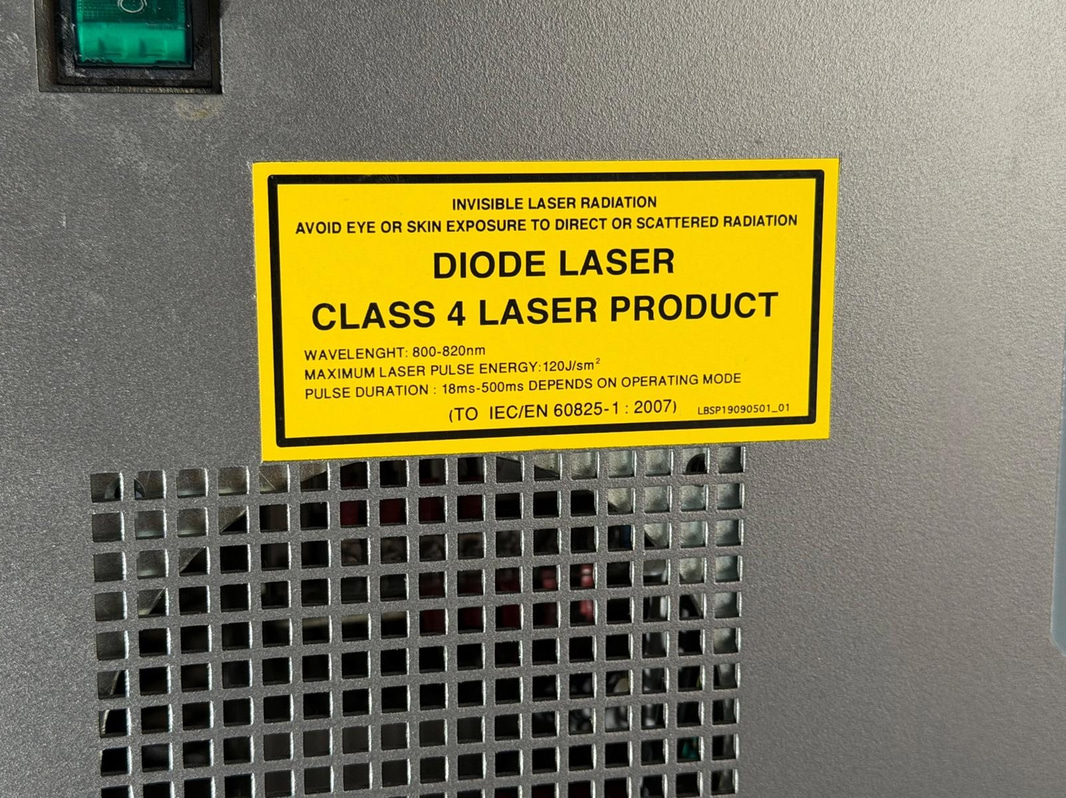 INVISIBLE LASER RADIATION
AVOID EYE OR SKIN EXPOSURE TO DIRECT OR SCATTERED RADIATION
DIODE LASER
CLASS 4 LASER PRODUCT
WAVELENGHT: 800-820nm
MAXIMUM LASER PULSE ENERGY:120J/sm²
PULSE DURATION : 18ms-500ms DEPENDS ON OPERATING MODE
(TO IEC/EN 60825-1 : 2007) LBSP19090501_01